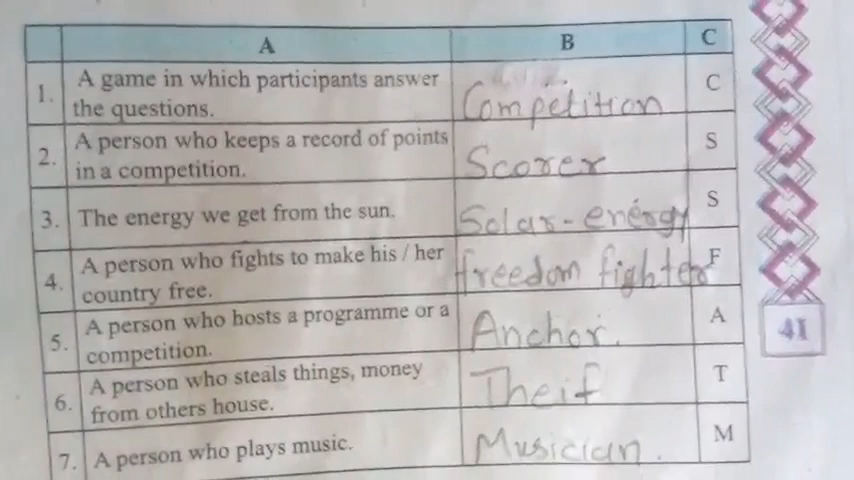 A B C
1. A game in which participants answer the questions. Competition C
2. A person who keeps a record of points in a competition. Scorer S
3. The energy we get from the sun. Solar-energy S
4. A person who fights to make his / her country free. freedom fighter F
5. A person who hosts a programme or a competition. Anchor. A
6. A person who steals things, money from others house. Theif T
7. A person who plays music. Musician. M
41